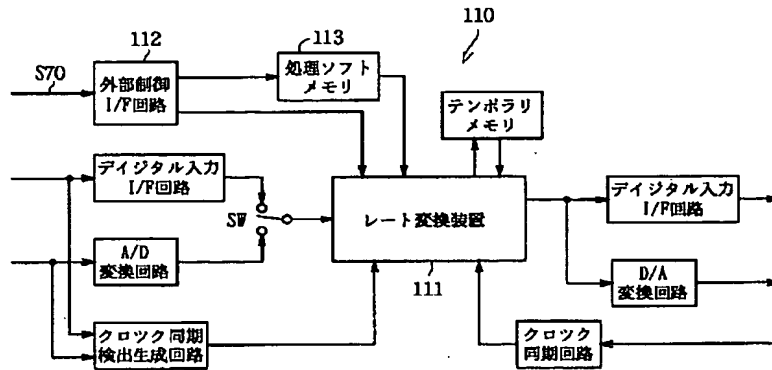 110
112
113
S70
外部制御
I/F回路
処理ソフト
メモリ
テンポラリ
メモリ
デイジタル入力
I/F回路
SW
レート変換装置
デイジタル入力
I/F回路
A/D
変換回路
111
D/A
変換回路
クロツク同期
検出生成回路
クロツク
同期回路